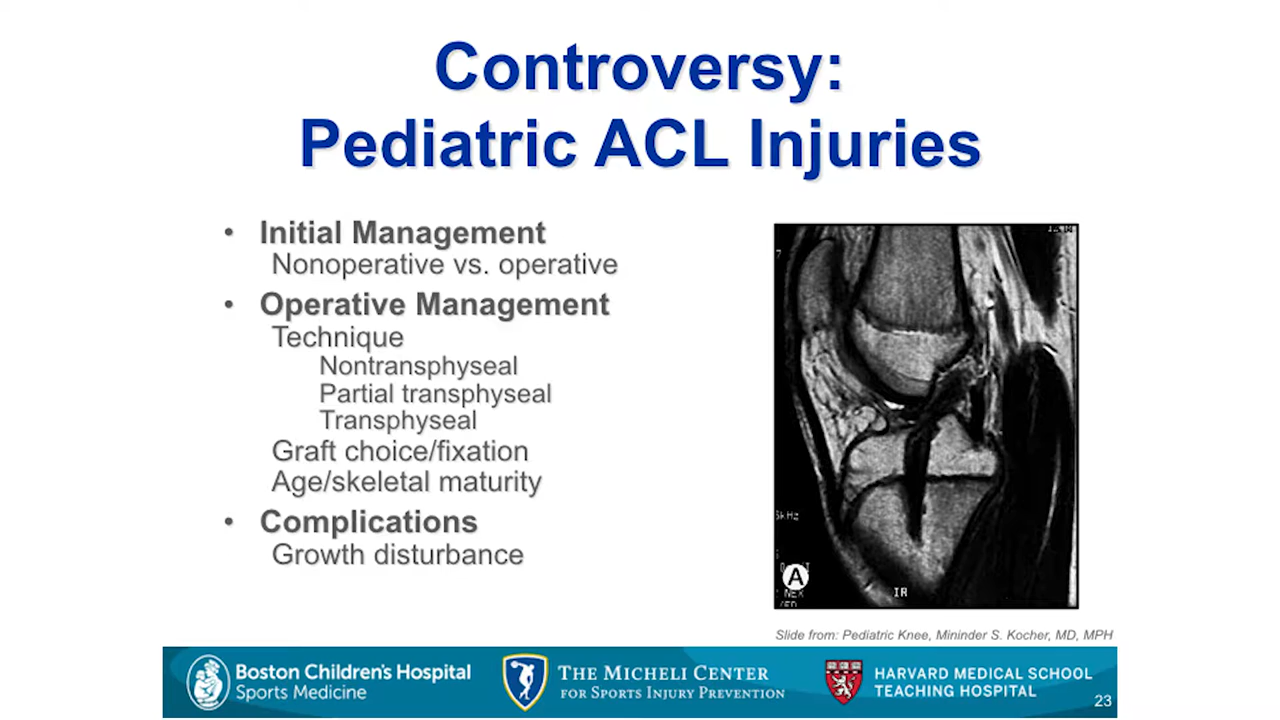 Controversy:
Pediatric ACL Injuries
• Initial Management
Nonoperative vs. operative
• Operative Management
Technique
Nontransphyseal
Partial transphyseal
Transphyseal
Graft choice/fixation
Age/skeletal maturity
• Complications
Growth disturbance
7
A
IR
Slide from: Pediatric Knee, Mininder S. Kocher, MD, MPH
Boston Children's Hospital
Sports Medicine
THE MICHELI CENTER
FOR SPORTS INJURY PREVENTION
HARVARD MEDICAL SCHOOL
TEACHING HOSPITAL
23